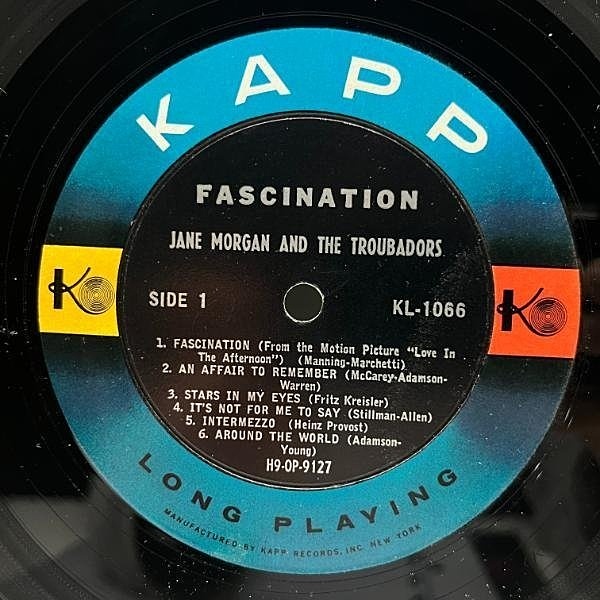 KAPP
FASCINATION
JANE MORGAN AND THE TROUBADORS
SIDE 1
KL-1066
1. FASCINATION (From the Motion Picture "Love In
The Afternoon") (Manning-Marchetti)
2. AN AFFAIR TO REMEMBER (McCarey-Adamson-
Warren)
3. STARS IN MY EYES (Fritz Kreisler)
4. IT'S NOT FOR ME TO SAY (Stillman-Allen)
5. INTERMEZZO (Heinz Provost)
6. AROUND THE WORLD (Adamson-
Young)
H9-OP-9127
LONG PLAYING
MANUFACTURED BY KAPP RECORDS, INC. NEW YORK